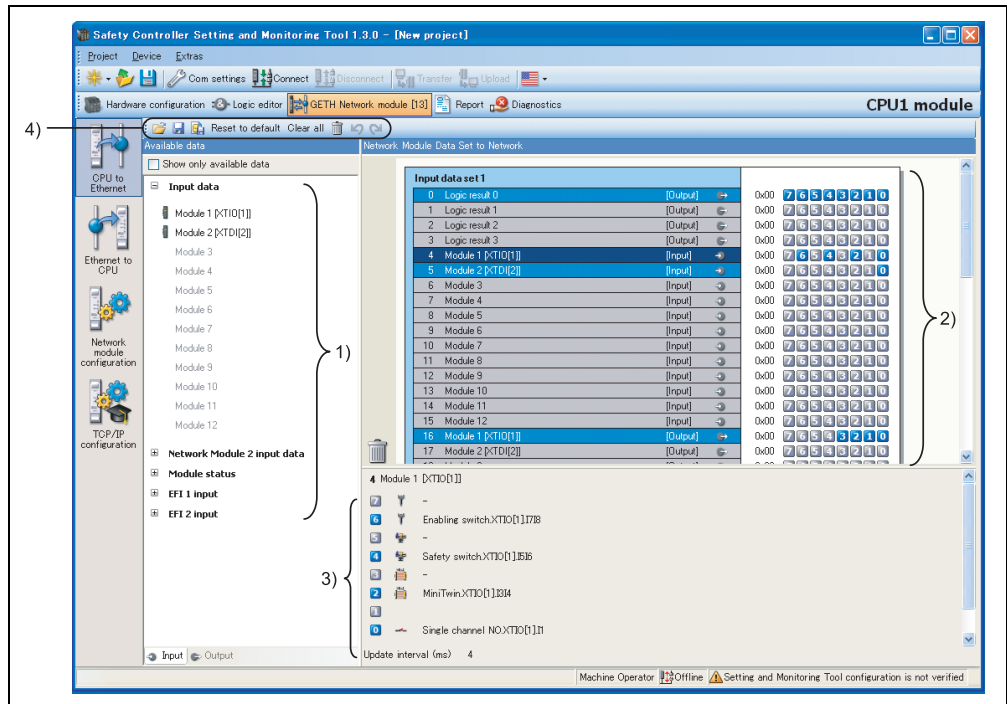 Safety Controller Setting and Monitoring Tool 1.3.0 - [New project]
Project Device Extras
Com settings Connect Disconnect Transfer Upload
Hardware configuration Logic editor GETH Network module [13] Report Diagnostics CPU1 module
4)
Reset to default Clear all
Available data
Network Module Data Set to Network
Show only available data
CPU to
Ethernet
Ethernet to
CPU
Network
module
configuration
TCP/IP
configuration
Input data
Module 1 [XTIO[1]]
Module 2 [XTDI[2]]
Module 3
Module 4
Module 5
Module 6
Module 7
Module 8
Module 9
Module 10
Module 11
Module 12
Network Module 2 input data
Module status
EFI 1 input
EFI 2 input
1)
Input Output
Input data set 1
0 Logic result 0 [Output] 0x00 7 6 5 4 3 2 1 0
1 Logic result 1 [Output] 0x00 7 6 5 4 3 2 1 0
2 Logic result 2 [Output] 0x00 7 6 5 4 3 2 1 0
3 Logic result 3 [Output] 0x00 7 6 5 4 3 2 1 0
4 Module 1 [XTIO[1]] [Input] 0x00 7 6 5 4 3 2 1 0
5 Module 2 [XTDI[2]] [Input] 0x00 7 6 5 4 3 2 1 0
6 Module 3 [Input] 0x00 7 6 5 4 3 2 1 0
7 Module 4 [Input] 0x00 7 6 5 4 3 2 1 0
8 Module 5 [Input] 0x00 7 6 5 4 3 2 1 0
9 Module 6 [Input] 0x00 7 6 5 4 3 2 1 0
10 Module 7 [Input] 0x00 7 6 5 4 3 2 1 0
11 Module 8 [Input] 0x00 7 6 5 4 3 2 1 0
12 Module 9 [Input] 0x00 7 6 5 4 3 2 1 0
13 Module 10 [Input] 0x00 7 6 5 4 3 2 1 0
14 Module 11 [Input] 0x00 7 6 5 4 3 2 1 0
15 Module 12 [Input] 0x00 7 6 5 4 3 2 1 0
16 Module 1 [XTIO[1]] [Output] 0x00 7 6 5 4 3 2 1 0
17 Module 2 [XTDI[2]] [Output] 0x00 7 6 5 4 3 2 1 0
2)
4 Module 1 [XTIO[1]]
7 -
6 Enabling switch.XTIO[1].I7I8
5 -
4 Safety switch.XTIO[1].I5I6
3 -
2 MiniTwin.XTIO[1].I3I4
1
0 Single channel NO.XTIO[1].I1
3)
Update interval (ms) 4
Machine Operator Offline Setting and Monitoring Tool configuration is not verified